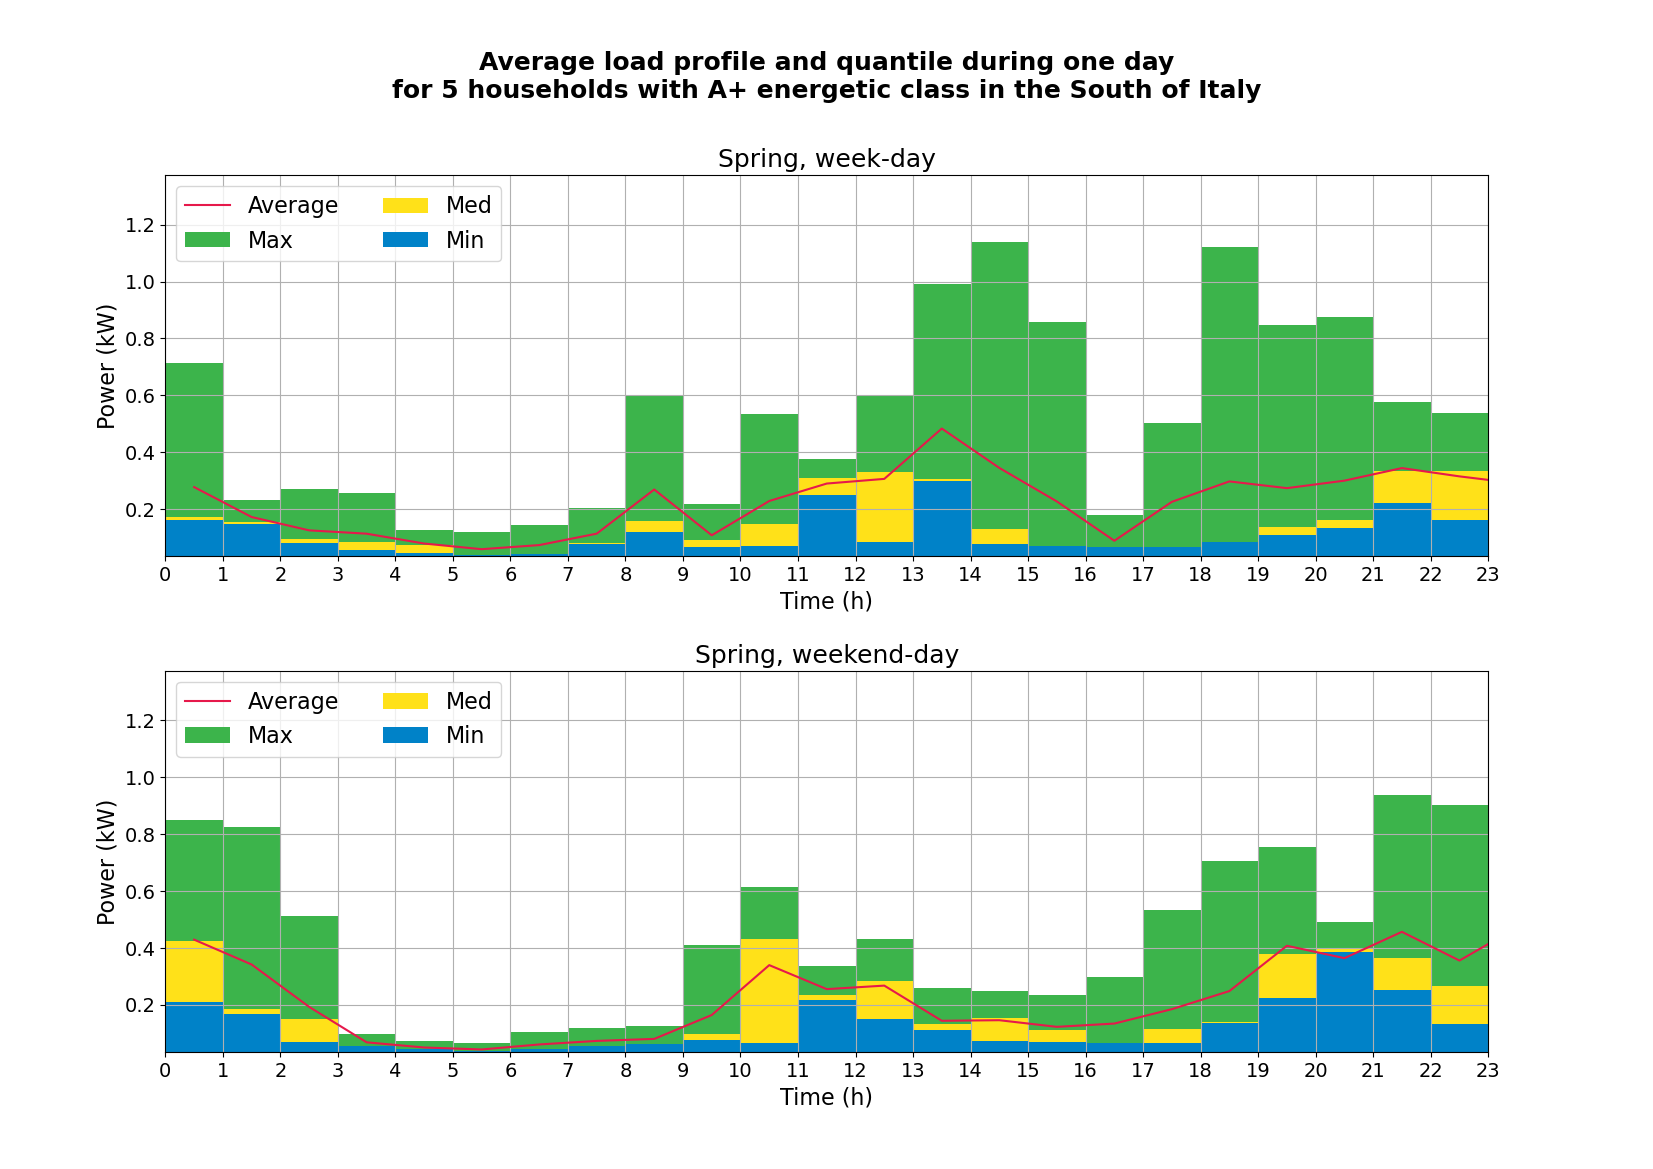 Average load profile and quantile during one day
for 5 households with A+ energetic class in the South of Italy
Spring, week-day
Average Med
Max Min
1.2
1.0
0.8
0.6
0.4
0.2
Power (kW)
0 1 2 3 4 5 6 7 8 9 10 11 12 13 14 15 16 17 18 19 20 21 22 23
Time (h)
Spring, weekend-day
Average Med
Max Min
1.2
1.0
0.8
0.6
0.4
0.2
Power (kW)
0 1 2 3 4 5 6 7 8 9 10 11 12 13 14 15 16 17 18 19 20 21 22 23
Time (h)